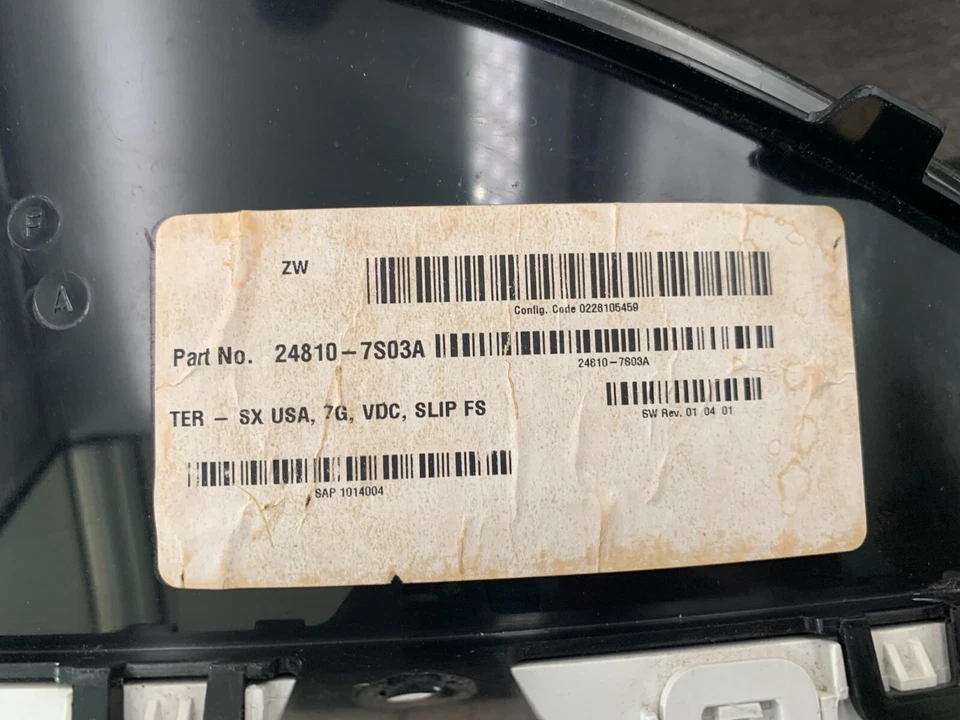 F
A
ZW
Config. Code 0228105459
Part No. 24810-7S03A
24810-7S03A
TER - SX USA, 7G, VDC, SLIP FS
SW Rev. 01 04 01
SAP 1014004